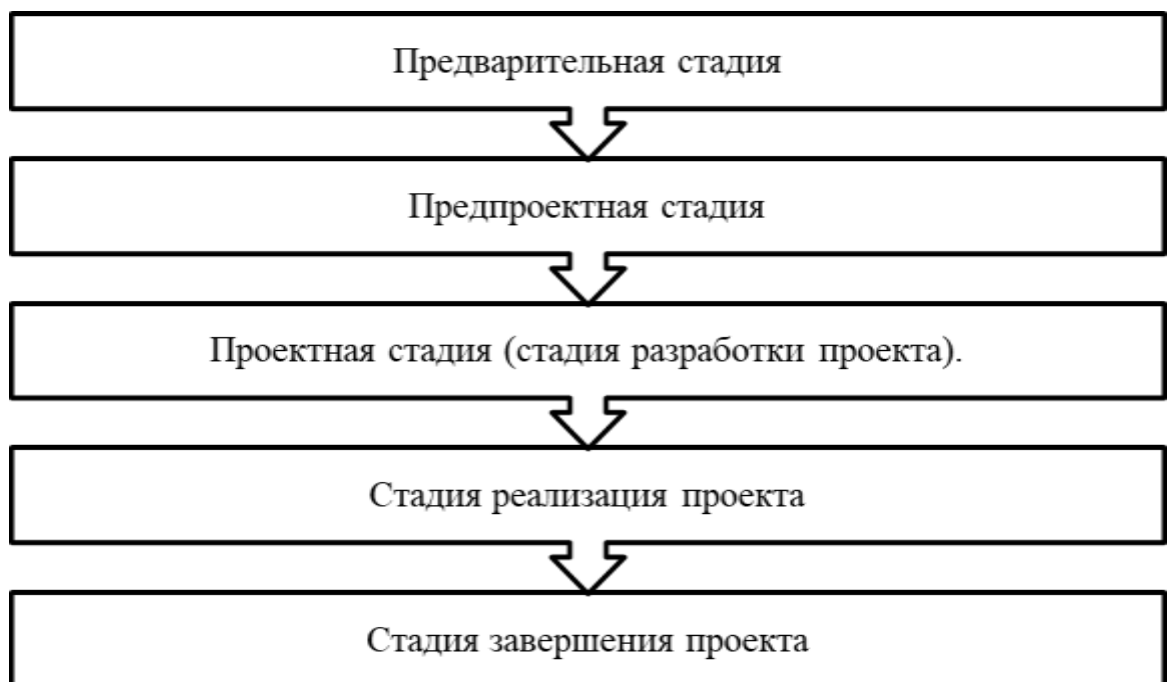 Предварительная стадия
Предпроектная стадия
Проектная стадия (стадия разработки проекта).
Стадия реализация проекта
Стадия завершения проекта